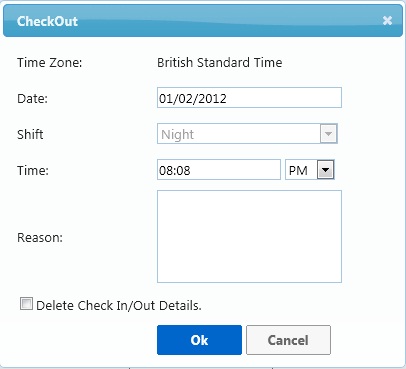 CheckOut
Time Zone: British Standard Time
Date: 01/02/2012
Shift Night
Time: 08:08 PM
Reason:
Delete Check In/Out Details.
Ok Cancel